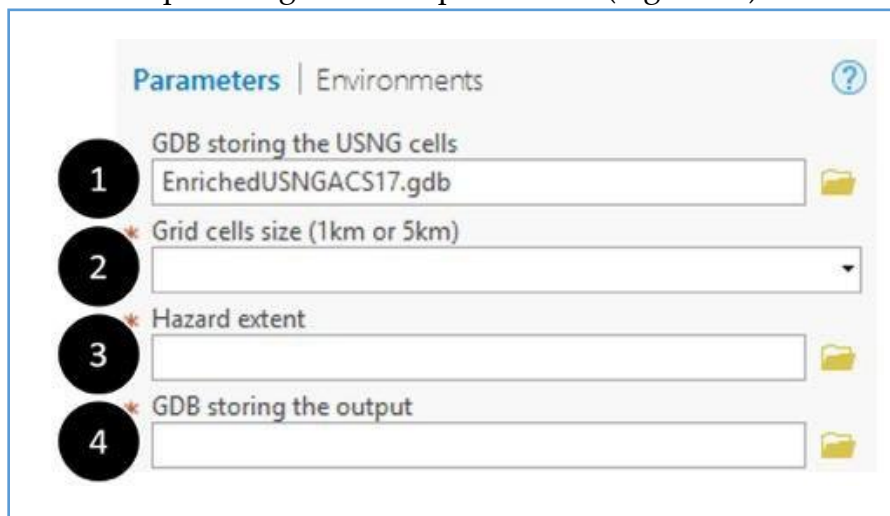 Parameters | Environments
GDB storing the USNG cells
1 EnrichedUSNGACS17.gdb
* Grid cells size (1km or 5km)
2
* Hazard extent
3
* GDB storing the output
4